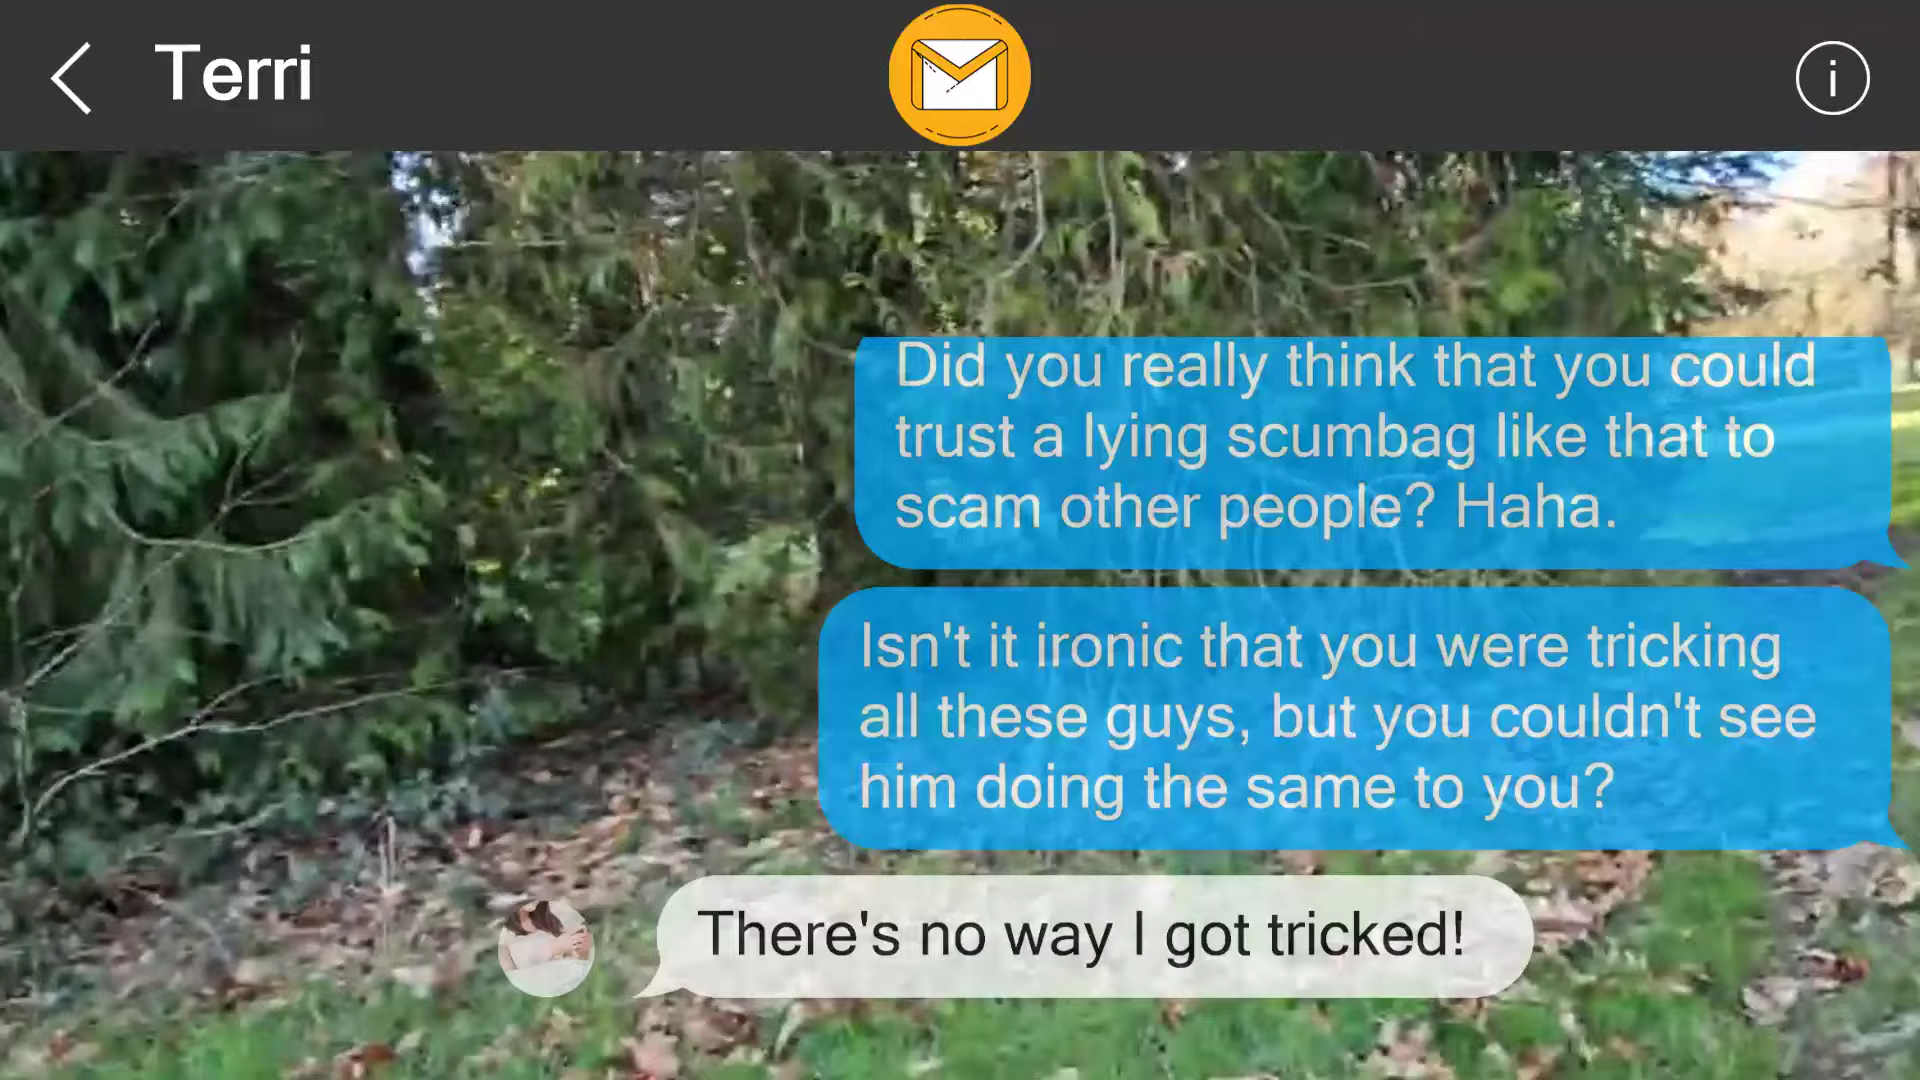 Terri
Did you really think that you could
trust a lying scumbag like that to
scam other people? Haha.
Isn't it ironic that you were tricking
all these guys, but you couldn't see
him doing the same to you?
There's no way I got tricked!